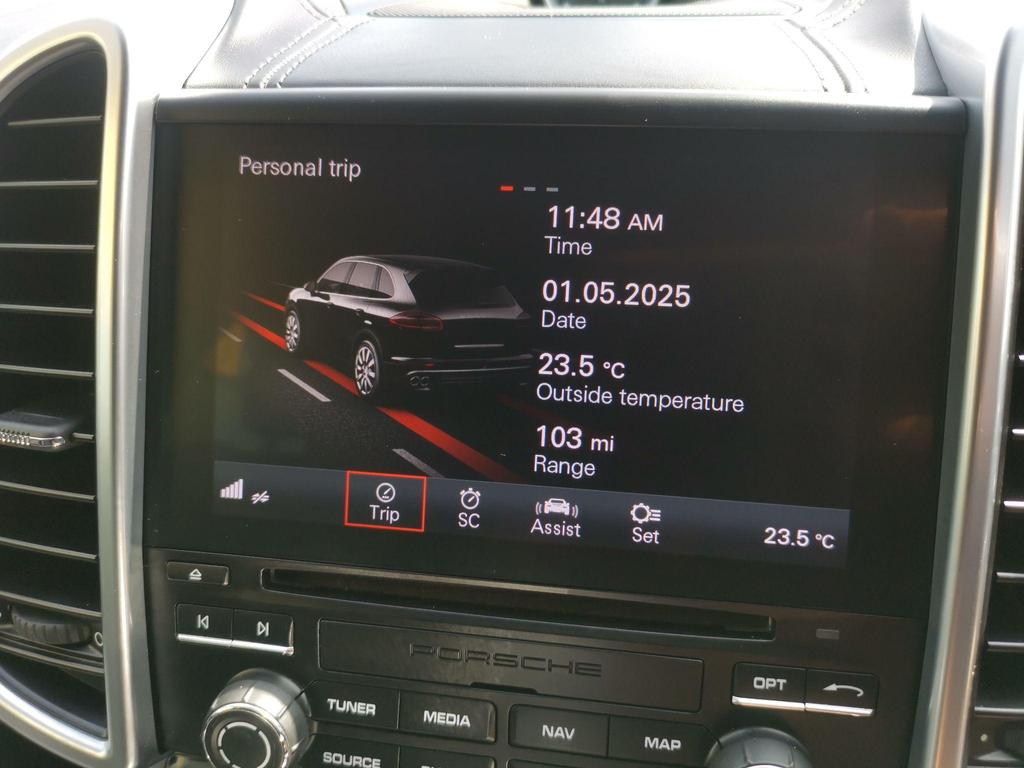 Personal trip
11:48 AM
Time
01.05.2025
Date
23.5 °C
Outside temperature
103 mi
Range
Trip
SC
Assist
Set
23.5 °C
PORSCHE
TUNER
MEDIA
NAV
MAP
OPT
SOURCE